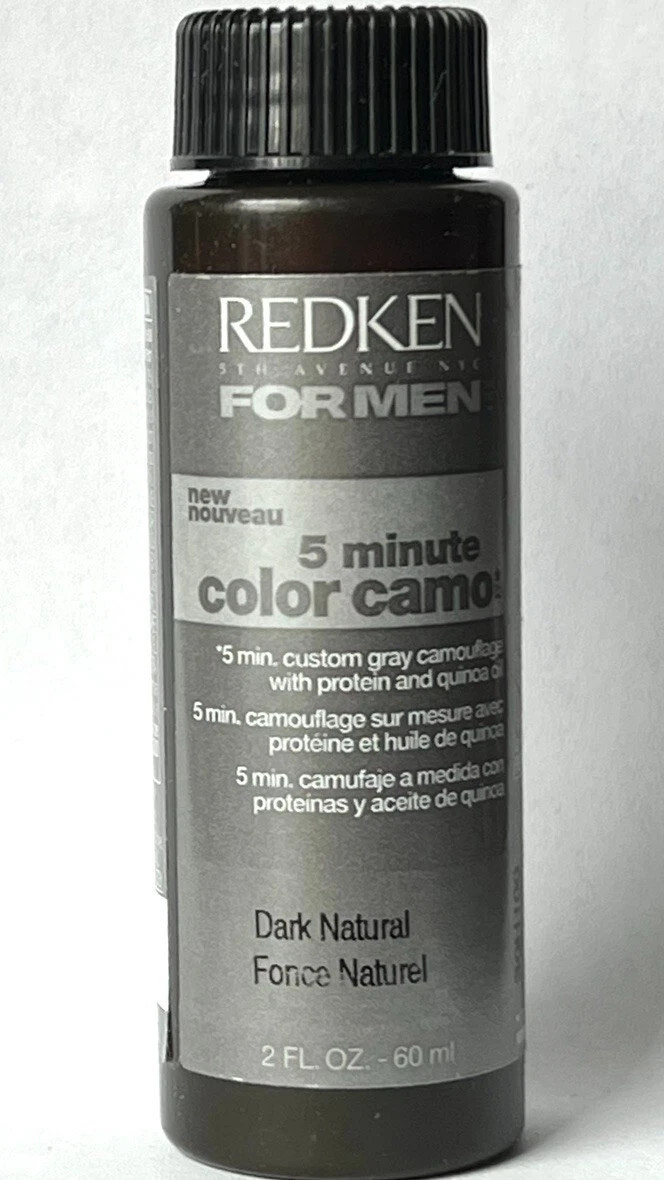 REDKEN
5TH AVENUE NYC
FOR MEN
new
nouveau
5 minute
color camo
*5 min. custom gray camouflage
with protein and quinoa oil
5 min. camouflage sur mesure avec
protéine et huile de quinoa
5 min. camufaje a medida con
proteínas y aceite de quinoa
Dark Natural
Fonce Naturel
2 FL. OZ. - 60 ml